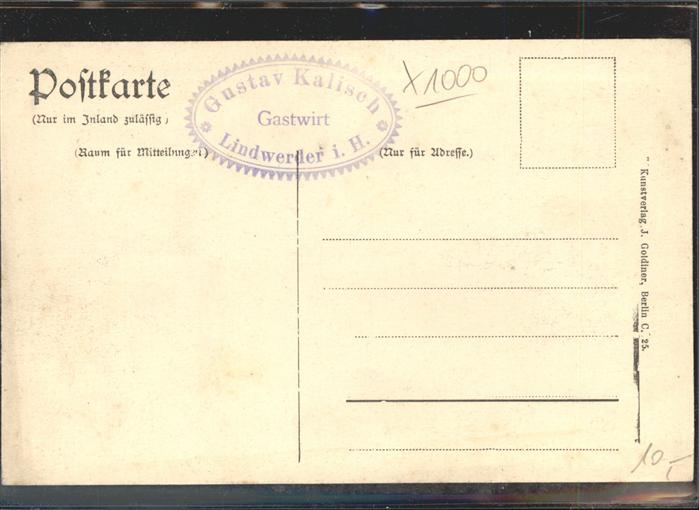 Postkarte
(Nur im Inland zulässig)
(Raum für Mitteilungen)
Gustav Kalisch
Gastwirt
Lindwerder i. H.
X1000
(Nur für Adresse.)
Kunstverlag J. Goldiner, Berlin C. 25.
10,-